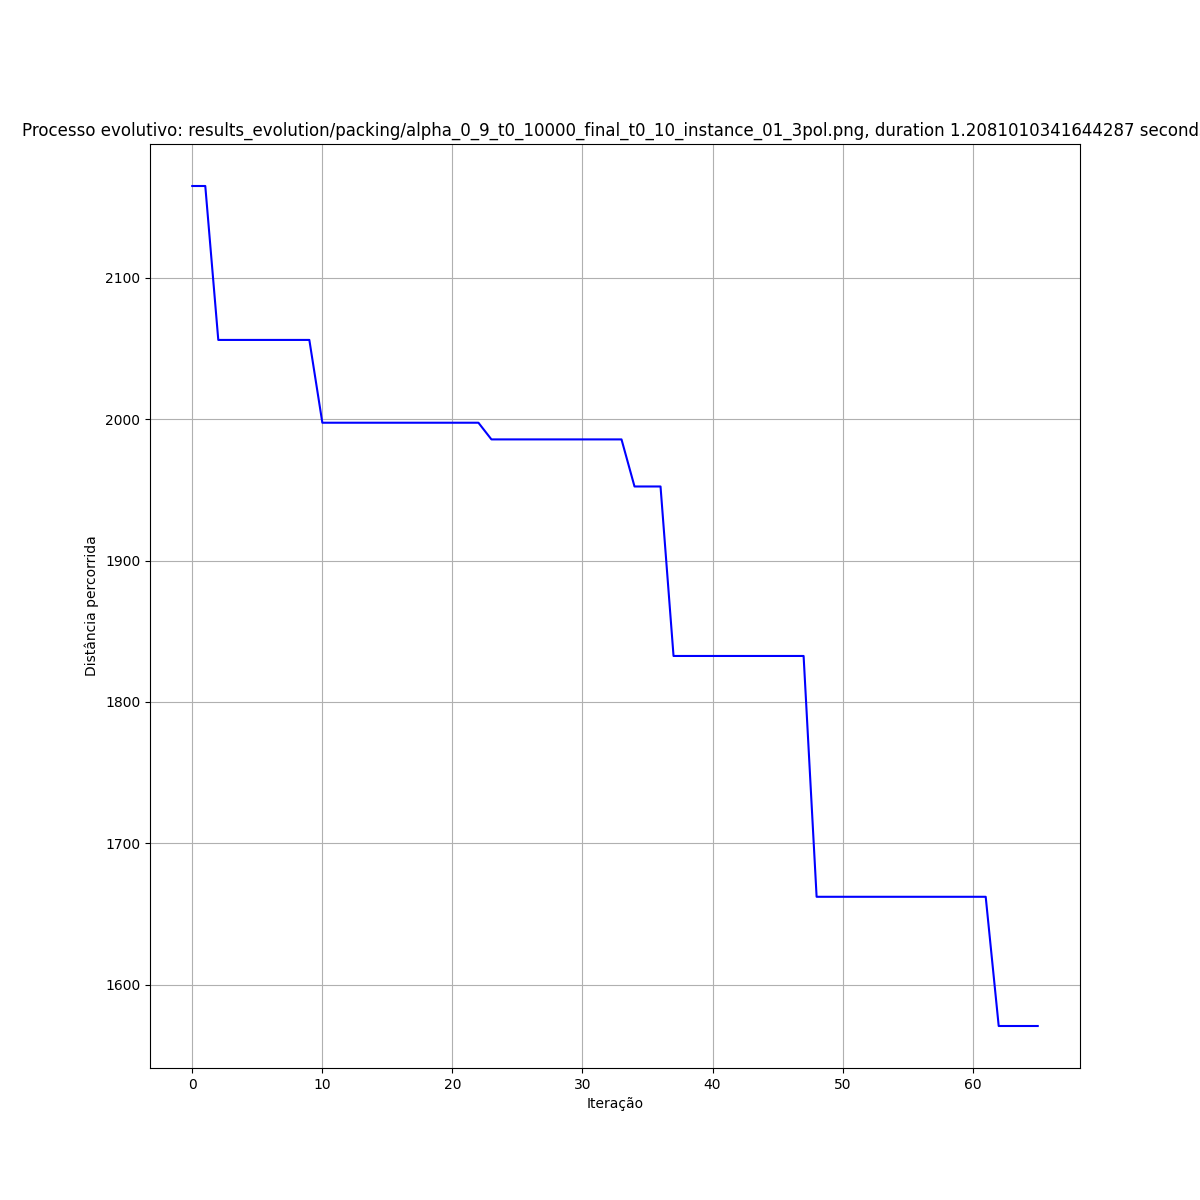 Processo evolutivo: results_evolution/packing/alpha_0_9_t0_10000_final_t0_10_instance_01_3pol.png, duration 1.2081010341644287 second
2100
2000
1900
1800
1700
1600
Distância percorrida
0 10 20 30 40 50 60
Iteração